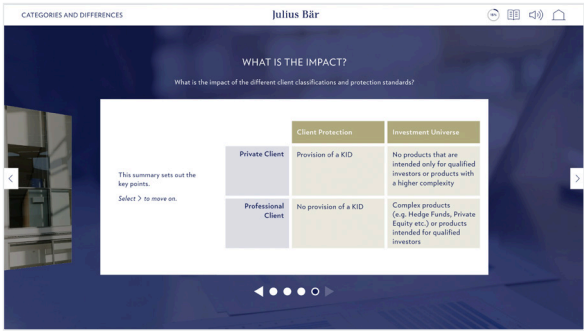 CATEGORIES AND DIFFERENCES
Julius Bär
WHAT IS THE IMPACT?
What is the impact of the different client classifications and protection standards?
This summary sets out the
key points.
Select > to move on.
Client Protection
Investment Universe
Private Client
Provision of a KID
No products that are
intended only for qualified
investors or products with
a higher complexity
Professional
Client
No provision of a KID
Complex products
(e.g. Hedge Funds, Private
Equity etc.) or products
intended for qualified
investors